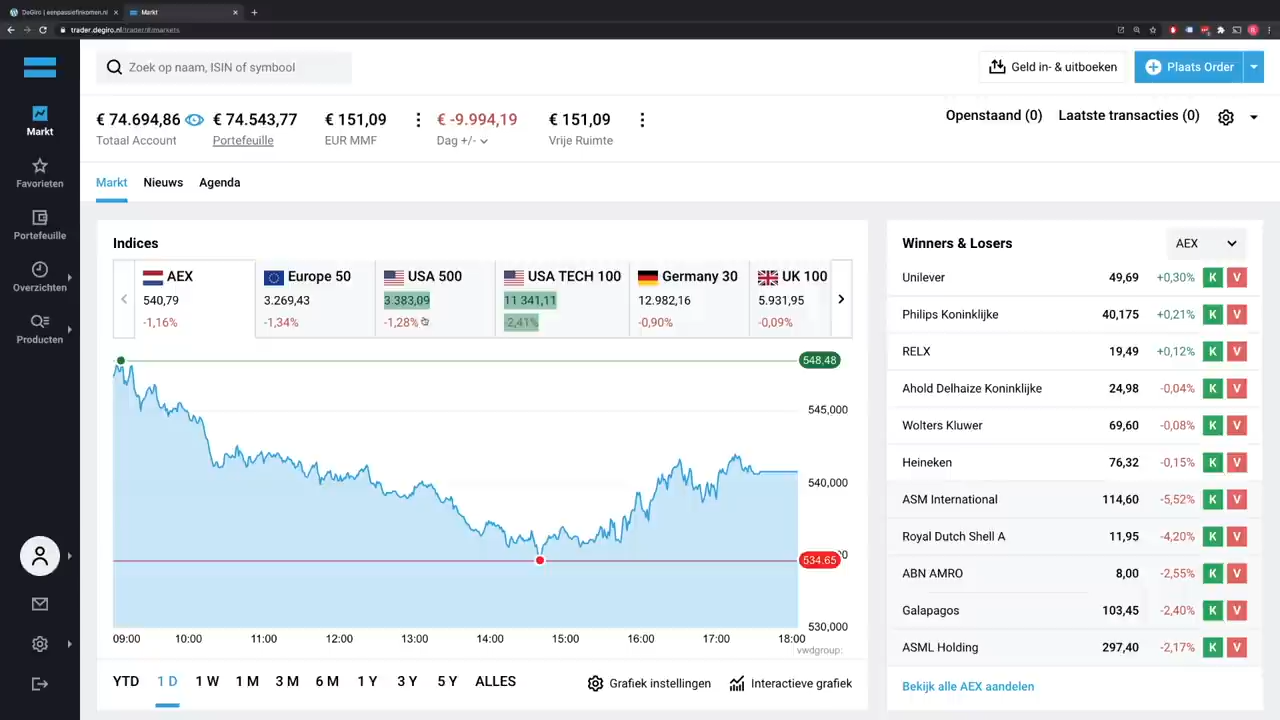 DeGiro | eenpassiefinkomen.nl
Markt
trader.degiro.nl/trader/#/markets
Zoek op naam, ISIN of symbool
Geld in- & uitboeken
Plaats Order
€ 74.694,86 € 74.543,77 € 151,09 € -9.994,19 € 151,09
Totaal Account Portefeuille EUR MMF Dag +/- Vrije Ruimte
Openstaand (0) Laatste transacties (0)
Markt
Favorieten
Portefeuille
Overzichten
Producten
Markt Nieuws Agenda
Indices
AEX Europe 50 USA 500 USA TECH 100 Germany 30 UK 100
540,79 3.269,43 3.383,09 11 341,11 12.982,16 5.931,95
-1,16% -1,34% -1,28% 2,41% -0,90% -0,09%
548,48
545,000
540,000
534.65
530,000
09:00 10:00 11:00 12:00 13:00 14:00 15:00 16:00 17:00 18:00
vwdgroup:
YTD 1 D 1 W 1 M 3 M 6 M 1 Y 3 Y 5 Y ALLES
Grafiek instellingen Interactieve grafiek
Winners & Losers AEX
Unilever 49,69 +0,30% K V
Philips Koninklijke 40,175 +0,21% K V
RELX 19,49 +0,12% K V
Ahold Delhaize Koninklijke 24,98 -0,04% K V
Wolters Kluwer 69,60 -0,08% K V
Heineken 76,32 -0,15% K V
ASM International 114,60 -5,52% K V
Royal Dutch Shell A 11,95 -4,20% K V
ABN AMRO 8,00 -2,55% K V
Galapagos 103,45 -2,40% K V
ASML Holding 297,40 -2,17% K V
Bekijk alle AEX aandelen